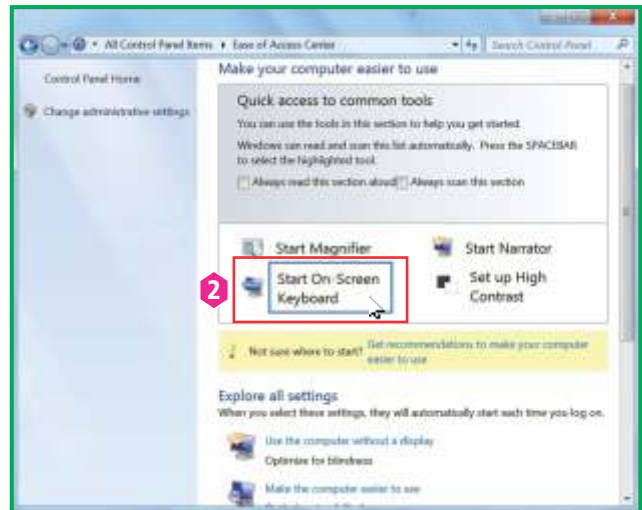 All Control Panel Items Ease of Access Center Search Control Panel
Control Panel Home
Change administrative settings
Make your computer easier to use
Quick access to common tools
You can use the tools in this section to help you get started.
Windows can read and scan this list automatically. Press the SPACEBAR
to select the highlighted tool.
Always read this section aloud Always scan this section
Start Magnifier Start Narrator
2
Start On-Screen
Keyboard
Set up High
Contrast
Not sure where to start? Get recommendations to make your computer
easier to use
Explore all settings
When you select these settings, they will automatically start each time you log on.
Use the computer without a display
Optimize for blindness
Make the computer easier to see